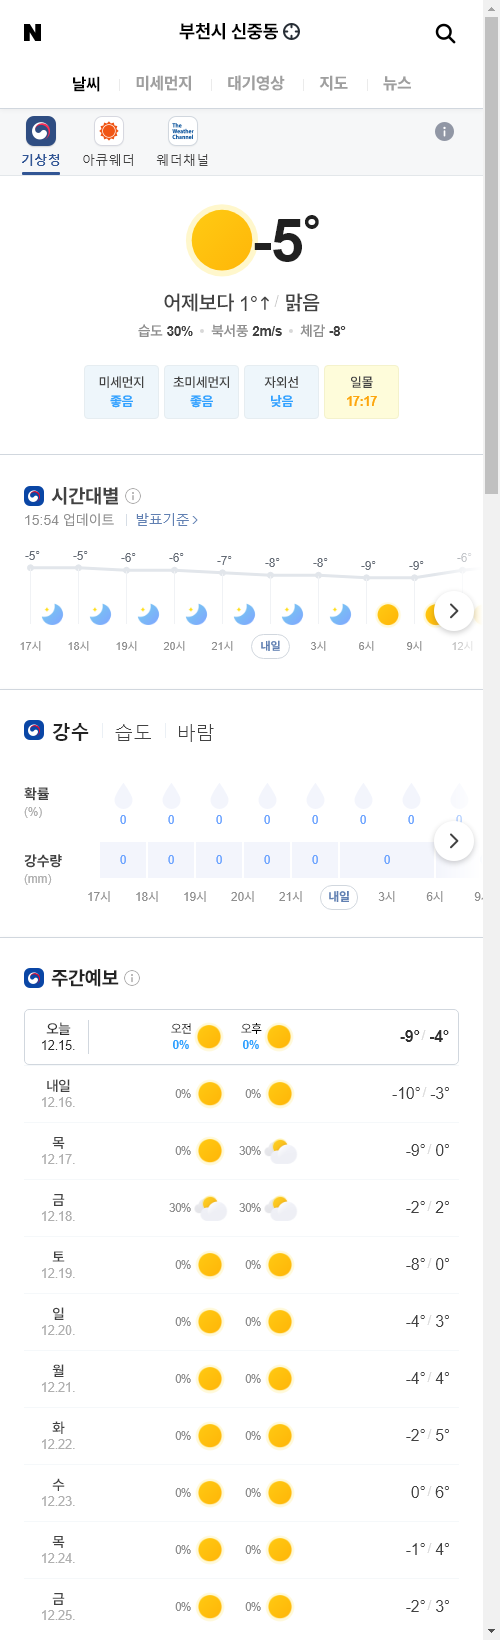 N
부천시 신중동
날씨 미세먼지 대기영상 지도 뉴스
The Weather Channel
기상청 아큐웨더 웨더채널
-5°
어제보다 1°↑ / 맑음
습도 30% • 북서풍 2m/s • 체감 -8°
미세먼지 초미세먼지 자외선 일몰
좋음 좋음 낮음 17:17
시간대별
15:54 업데이트 발표기준 >
-5° -5° -6° -6° -7° -8° -8° -9° -9° -6°
17시 18시 19시 20시 21시 내일 3시 6시 9시 12시
강수 습도 바람
확률
(%)
0 0 0 0 0 0 0 0
강수량
(mm)
0 0 0 0 0 0
17시 18시 19시 20시 21시 내일 3시 6시 9
주간예보
오늘 오전 오후
12.15. 0% 0% -9° / -4°
내일
12.16. 0% 0% -10° / -3°
목
12.17. 0% 30% -9° / 0°
금
12.18. 30% 30% -2° / 2°
토
12.19. 0% 0% -8° / 0°
일
12.20. 0% 0% -4° / 3°
월
12.21. 0% 0% -4° / 4°
화
12.22. 0% 0% -2° / 5°
수
12.23. 0% 0% 0° / 6°
목
12.24. 0% 0% -1° / 4°
금
12.25. 0% 0% -2° / 3°